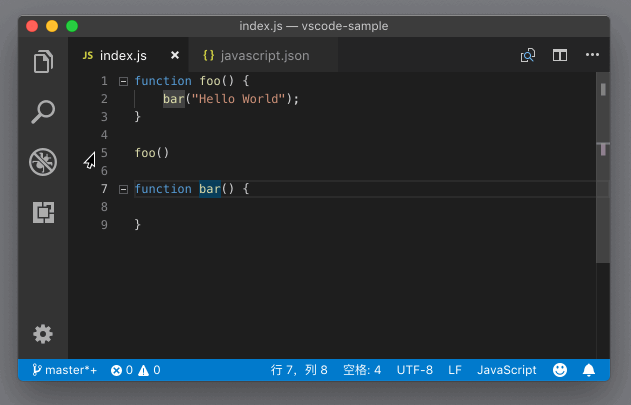 index.js — vscode-sample
JS index.js × {} javascript.json ...
1 function foo() {
2 bar("Hello World");
3 }
4
5 foo()
6
7 function bar() {
8
9 }
master*+ 0 0 行 7，列 8 空格: 4 UTF-8 LF JavaScript